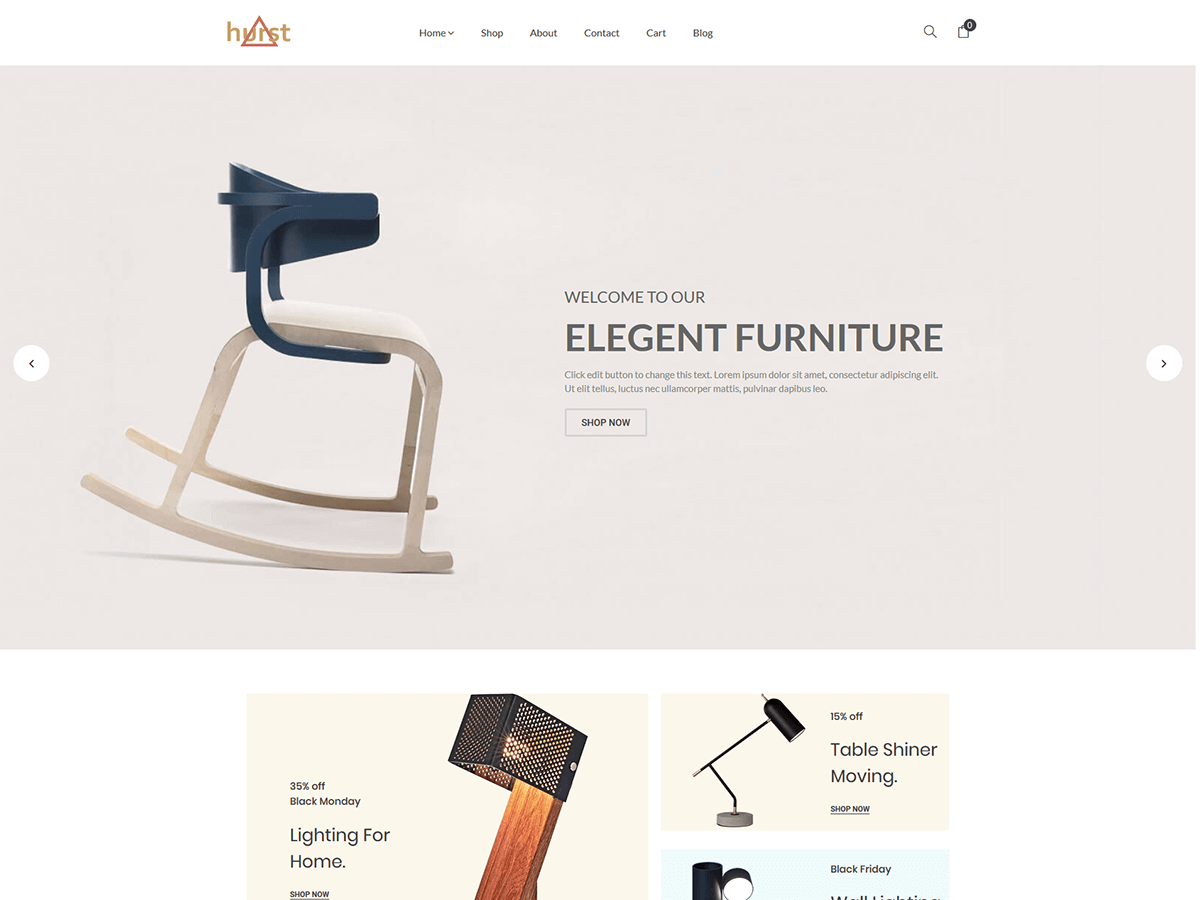 hurst
Home
Shop
About
Contact
Cart
Blog
0
WELCOME TO OUR
ELEGENT FURNITURE
Click edit button to change this text. Lorem ipsum dolor sit amet, consectetur adipiscing elit.
Ut elit tellus, luctus nec ullamcorper mattis, pulvinar dapibus leo.
SHOP NOW
35% off
Black Monday
Lighting For
Home.
SHOP NOW
15% off
Table Shiner
Moving.
SHOP NOW
Black Friday
Wall Lighting